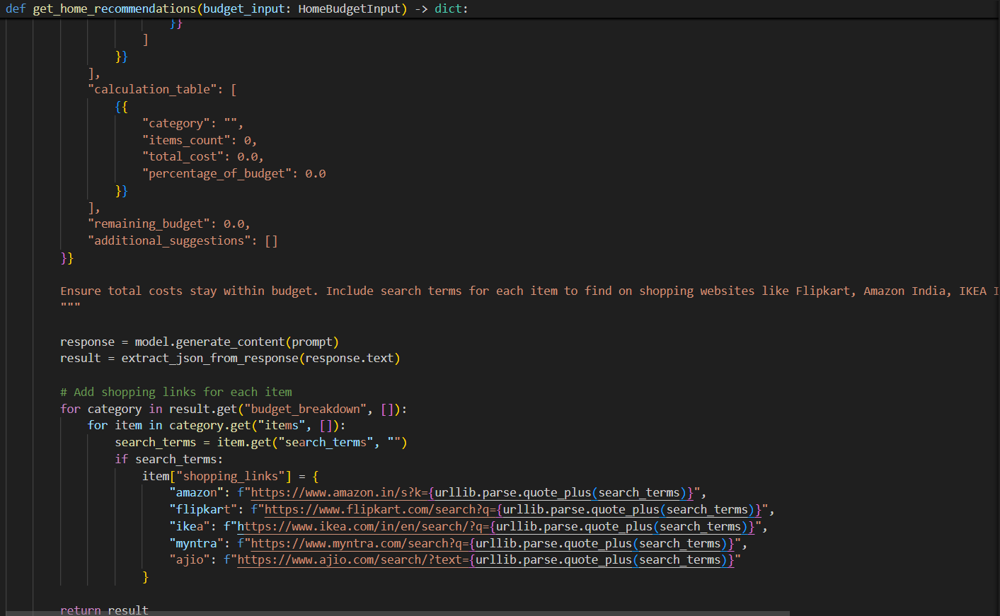 def get_home_recommendations(budget_input: HomeBudgetInput) -> dict:
}}
]
}}
],
"calculation_table": [
{{
"category": "",
"items_count": 0,
"total_cost": 0.0,
"percentage_of_budget": 0.0
}}
],
"remaining_budget": 0.0,
"additional_suggestions": []
}}
Ensure total costs stay within budget. Include search terms for each item to find on shopping websites like Flipkart, Amazon India, IKEA I
"""
response = model.generate_content(prompt)
result = extract_json_from_response(response.text)
# Add shopping links for each item
for category in result.get("budget_breakdown", []):
for item in category.get("items", []):
search_terms = item.get("search_terms", "")
if search_terms:
item["shopping_links"] = {
"amazon": f"https://www.amazon.in/s?k={urllib.parse.quote_plus(search_terms)}",
"flipkart": f"https://www.flipkart.com/search?q={urllib.parse.quote_plus(search_terms)}",
"ikea": f"https://www.ikea.com/in/en/search/?q={urllib.parse.quote_plus(search_terms)}",
"myntra": f"https://www.myntra.com/search?q={urllib.parse.quote_plus(search_terms)}",
"ajio": f"https://www.ajio.com/search/?text={urllib.parse.quote_plus(search_terms)}"
}
return result